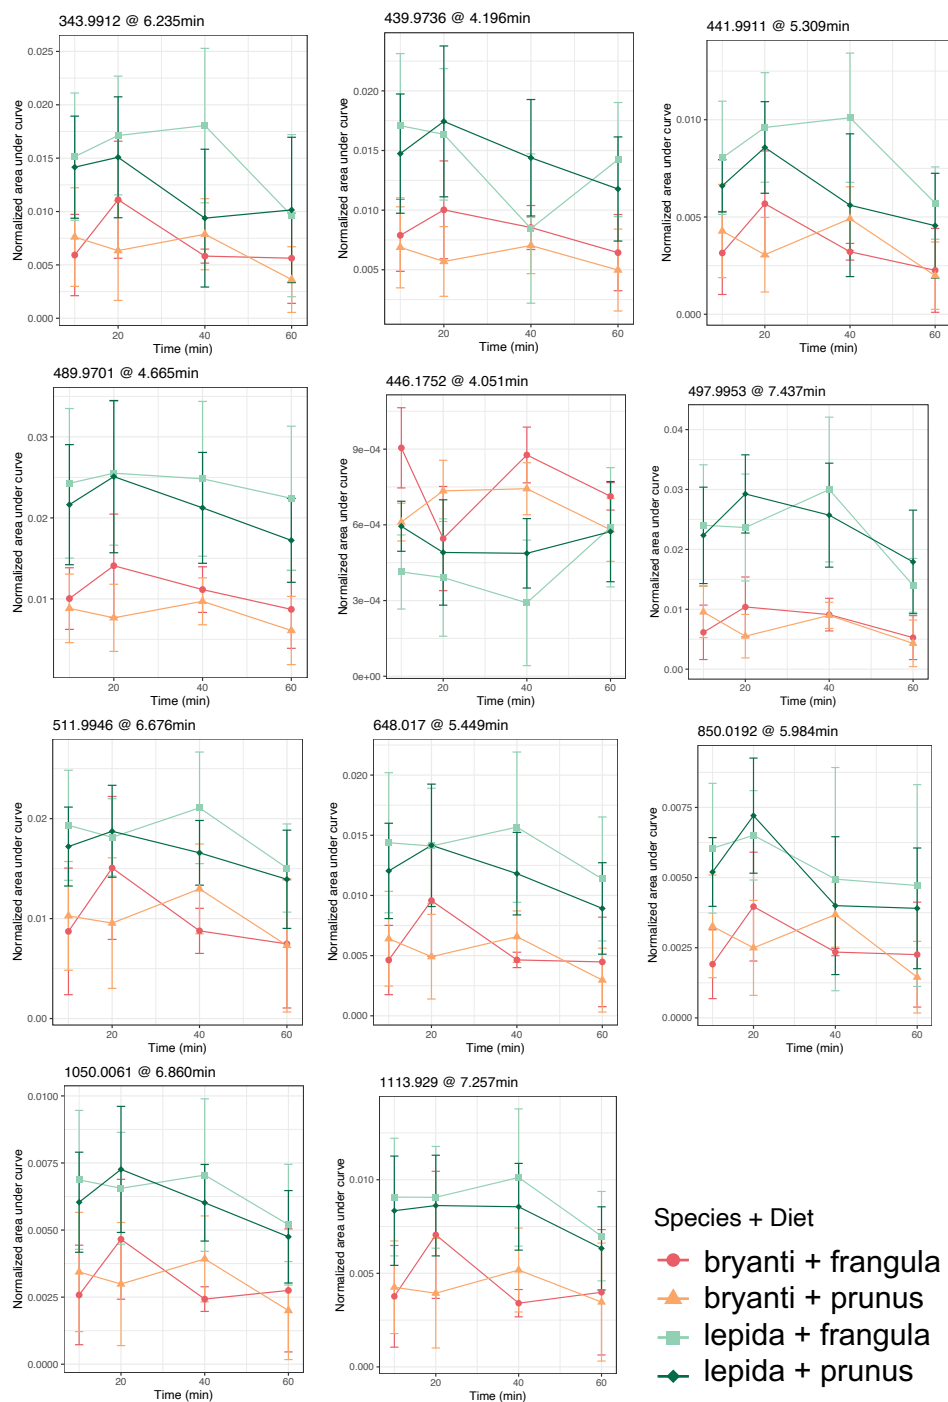 343.9912 @ 6.235min
Normalized area under curve
0.025
0.020
0.015
0.010
0.005
0.000
20
40
60
Time (min)
439.9736 @ 4.196min
Normalized area under curve
0.020
0.015
0.010
0.005
20
40
60
Time (min)
441.9911 @ 5.309min
Normalized area under curve
0.010
0.005
0.000
20
40
60
Time (min)
489.9701 @ 4.665min
Normalized area under curve
0.03
0.02
0.01
20
40
60
Time (min)
446.1752 @ 4.051min
Normalized area under curve
9e−04
6e−04
3e−04
0e+00
20
40
60
Time (min)
497.9953 @ 7.437min
Normalized area under curve
0.04
0.03
0.02
0.01
0.00
20
40
60
Time (min)
511.9946 @ 6.676min
Normalized area under curve
0.02
0.01
0.00
20
40
60
Time (min)
648.017 @ 5.449min
Normalized area under curve
0.020
0.015
0.010
0.005
0.000
20
40
60
Time (min)
850.0192 @ 5.984min
Normalized area under curve
0.0075
0.0050
0.0025
0.0000
20
40
60
Time (min)
1050.0061 @ 6.860min
Normalized area under curve
0.0100
0.0075
0.0050
0.0025
0.0000
20
40
60
Time (min)
1113.929 @ 7.257min
Normalized area under curve
0.010
0.005
0.000
20
40
60
Time (min)
Species + Diet
bryanti + frangula
bryanti + prunus
lepida + frangula
lepida + prunus